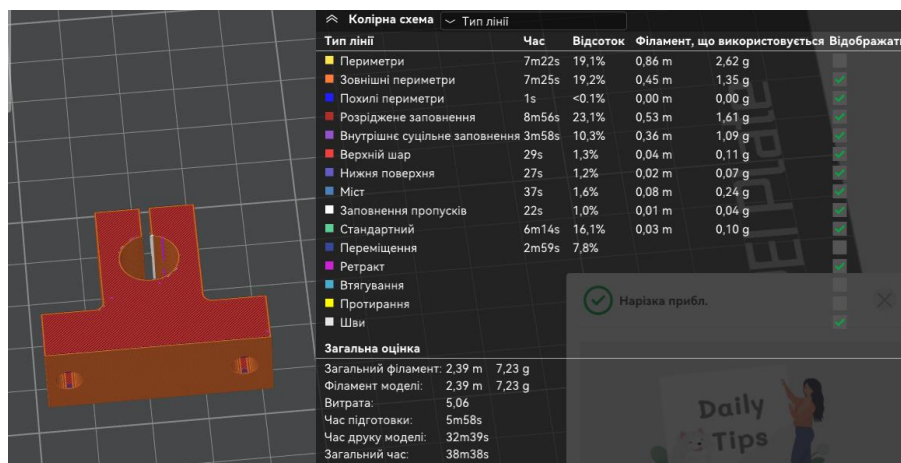 Колірна схема Тип лінії
Тип лінії Час Відсоток Філамент, що використовується Відображат
Периметри 7m22s 19,1% 0,86 m 2,62 g
Зовнішні периметри 7m25s 19,2% 0,45 m 1,35 g
Похилі периметри 1s <0.1% 0,00 m 0,00 g
Розріджене заповнення 8m56s 23,1% 0,53 m 1,61 g
Внутрішнє суцільне заповнення 3m58s 10,3% 0,36 m 1,09 g
Верхній шар 29s 1,3% 0,04 m 0,11 g
Нижня поверхня 27s 1,2% 0,02 m 0,07 g
Міст 37s 1,6% 0,08 m 0,24 g
Заповнення пропусків 22s 1,0% 0,01 m 0,04 g
Стандартний 6m14s 16,1% 0,03 m 0,10 g
Переміщення 2m59s 7,8%
Ретракт
Втягування
Протирання
Шви
Нарізка прибл.
Загальна оцінка
Загальний філамент: 2,39 m 7,23 g
Філамент моделі: 2,39 m 7,23 g
Витрата: 5,06
Час підготовки: 5m58s
Час друку моделі: 32m39s
Загальний час: 38m38s
Daily
Tips